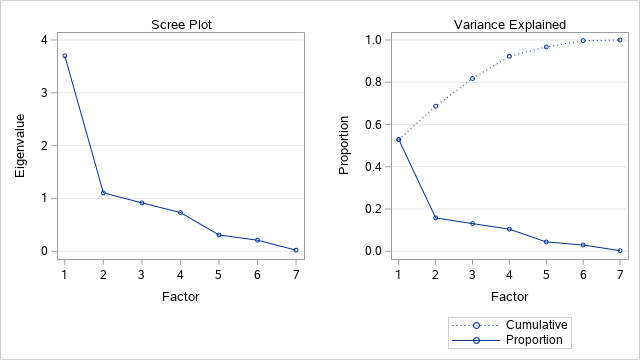 Scree Plot
4
3
2
1
0
Eigenvalue
1 2 3 4 5 6 7
Factor
Variance Explained
1.0
0.8
0.6
0.4
0.2
0.0
Proportion
1 2 3 4 5 6 7
Factor
Cumulative
Proportion